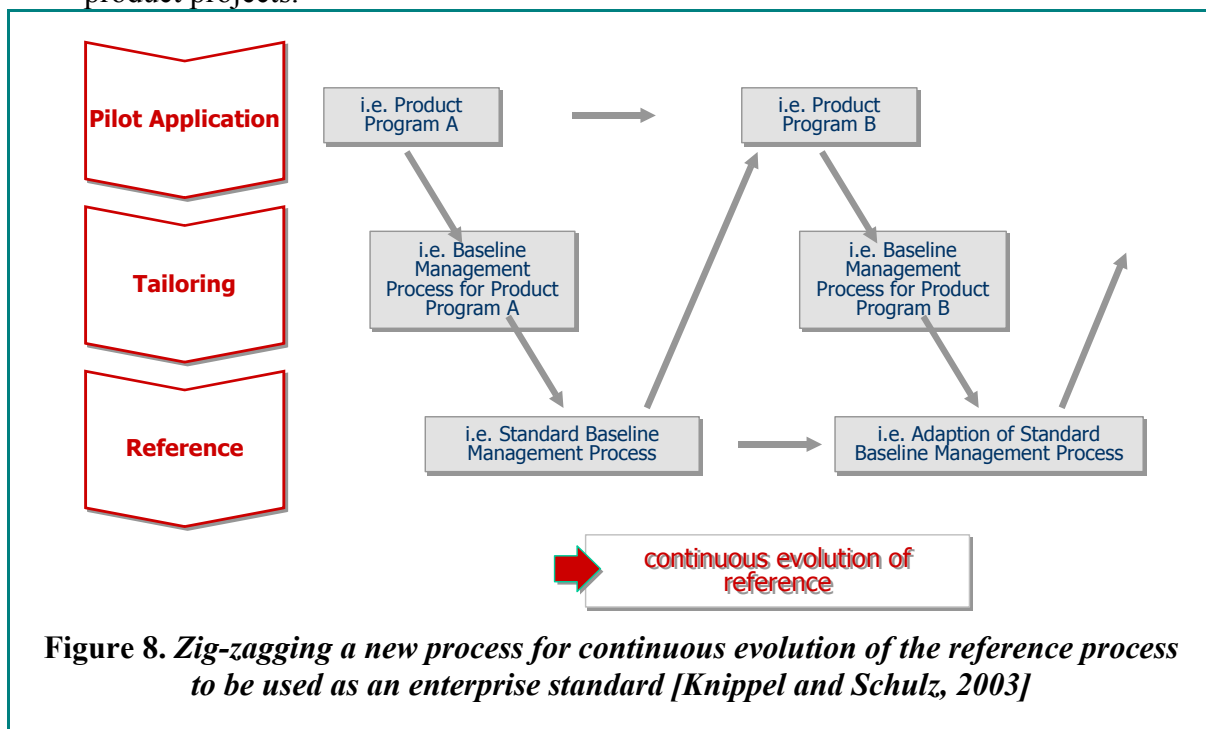 product projects.
Pilot Application
i.e. Product
Program A
i.e. Product
Program B
Tailoring
i.e. Baseline
Management
Process for Product
Program A
i.e. Baseline
Management
Process for Product
Program B
Reference
i.e. Standard Baseline
Management Process
i.e. Adaption of Standard
Baseline Management Process
continuous evolution of
reference
Figure 8. Zig-zagging a new process for continuous evolution of the reference process
to be used as an enterprise standard [Knippel and Schulz, 2003]